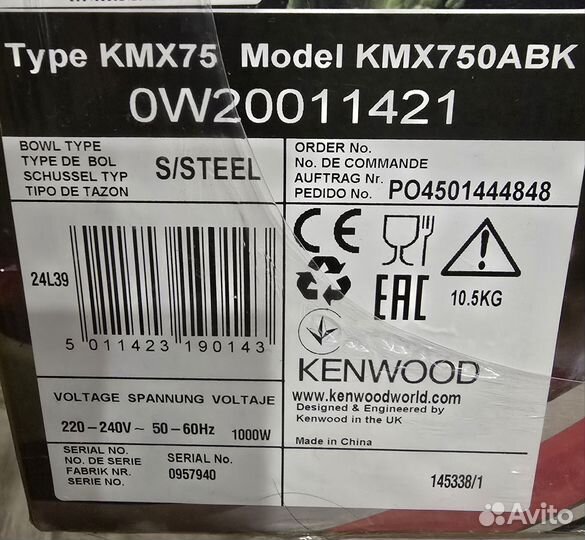 Type KMX75 Model KMX750ABK
0W20011421
BOWL TYPE
TYPE DE BOL
SCHUSSEL TYP
TIPO DE TAZON
S/STEEL
ORDER No.
No. DE COMMANDE
AUFTRAG Nr.
PEDIDO No.
PO4501444848
24L39
5 011423 190143
CE
EAC
10.5KG
KENWOOD
www.kenwoodworld.com
Designed & Engineered by
Kenwood in the UK
Made in China
VOLTAGE SPANNUNG VOLTAJE
220-240V~ 50-60Hz 1000W
SERIAL No.
No. DE SERIE
FABRIK NR.
SERIAL No.
0957940
145338/1
Avito